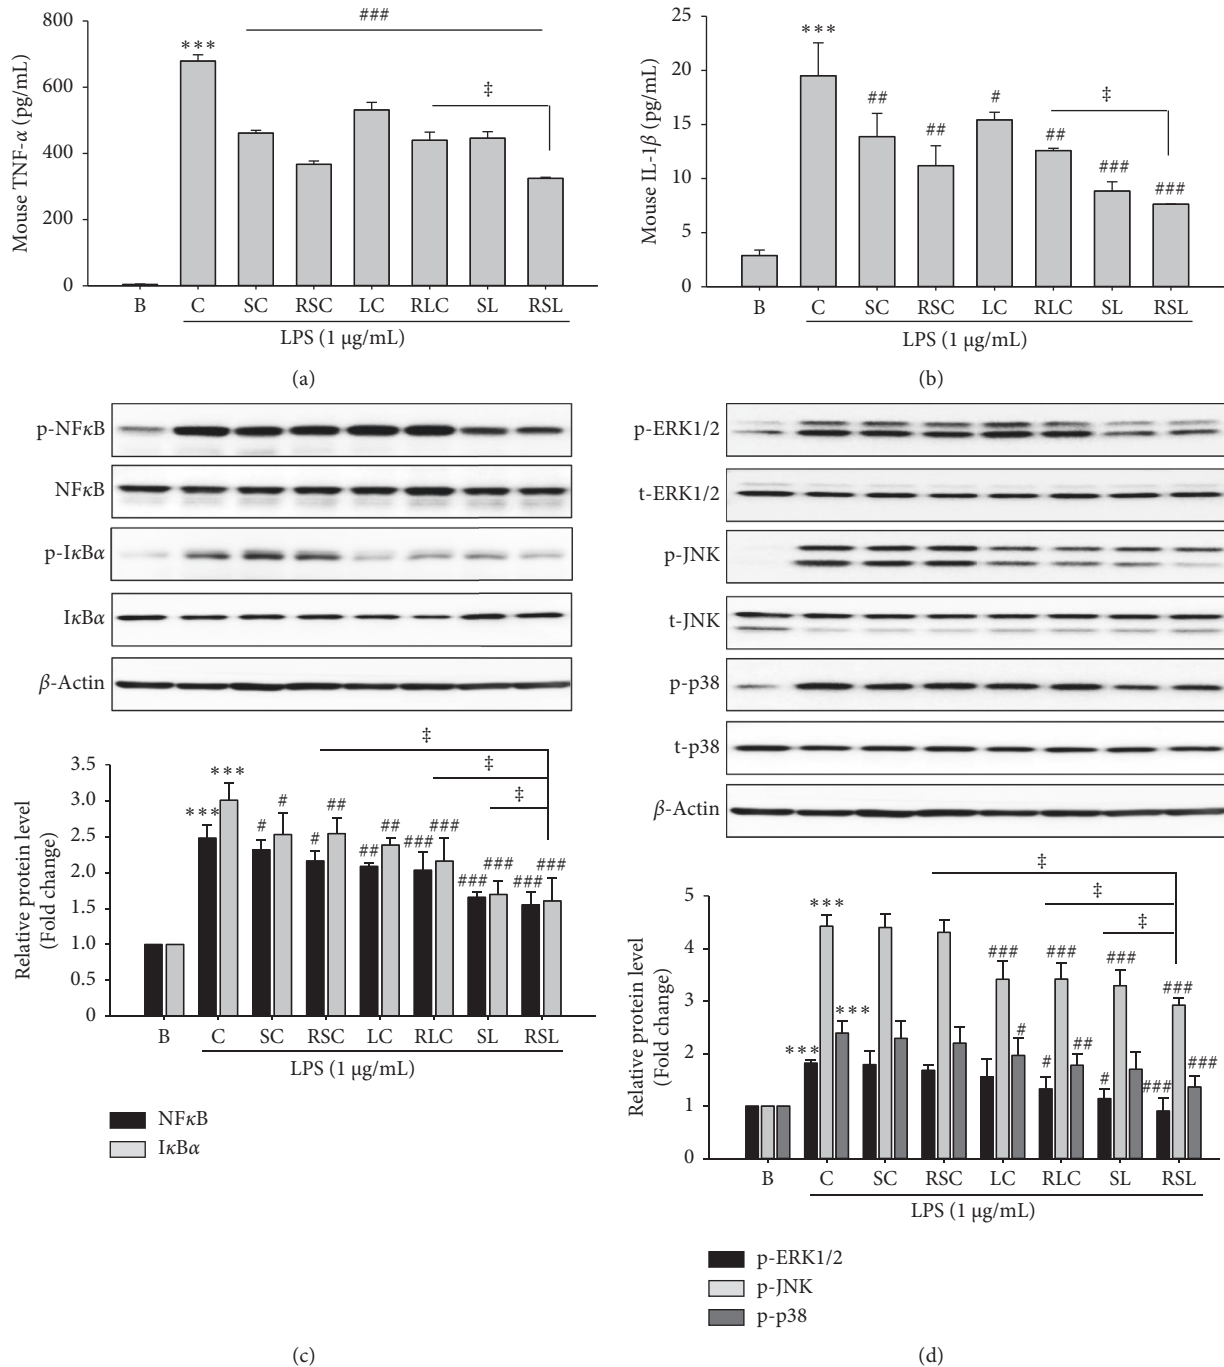 ###
***
‡
800
600
400
200
0
Mouse TNF-α (pg/mL)
B C SC RSC LC RLC SL RSL
LPS (1 µg/mL)
(a)
***
##
##
#
##
‡
###
###
25
20
15
10
5
0
Mouse IL-1β (pg/mL)
B C SC RSC LC RLC SL RSL
LPS (1 µg/mL)
(b)
p-NFκB
NFκB
p-IκBα
IκBα
β-Actin
‡
‡
‡
*** ***
# #
# ##
## ##
### ###
### ###
### ###
3.5
3.0
2.5
2.0
1.5
1.0
0.5
0
Relative protein level
(Fold change)
B C SC RSC LC RLC SL RSL
LPS (1 µg/mL)
NFκB
IκBα
(c)
p-ERK1/2
t-ERK1/2
p-JNK
t-JNK
p-p38
t-p38
β-Actin
‡
‡
‡
*** *** ***
### #
# ### ##
# ###
### ### ###
5
4
3
2
1
0
Relative protein level
(Fold change)
B C SC RSC LC RLC SL RSL
LPS (1 µg/mL)
p-ERK1/2
p-JNK
p-p38
(d)